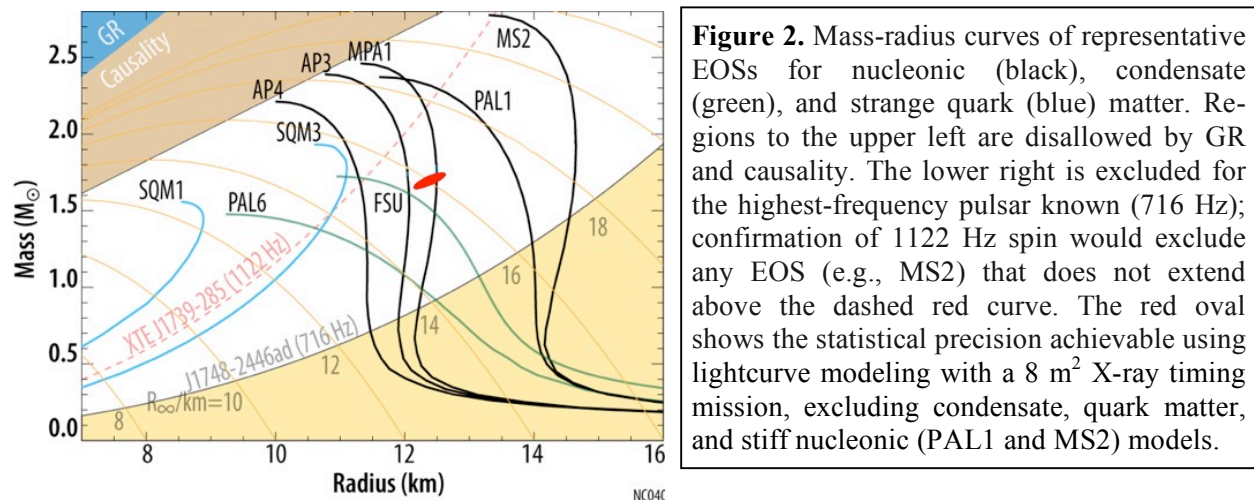 GR
Causality
2.5
2.0
1.5
1.0
0.5
0.0
Mass (M⊙)
AP4
AP3
MPA1
MS2
PAL1
SQM3
SQM1
PAL6
FSU
XTE J1739-285 (1122 Hz)
J1748-2446ad (716 Hz)
R∞/km=10
8
12
14
16
18
8 10 12 14 16
Radius (km)
NC040
Figure 2. Mass-radius curves of representative
EOSs for nucleonic (black), condensate
(green), and strange quark (blue) matter. Re-
gions to the upper left are disallowed by GR
and causality. The lower right is excluded for
the highest-frequency pulsar known (716 Hz);
confirmation of 1122 Hz spin would exclude
any EOS (e.g., MS2) that does not extend
above the dashed red curve. The red oval
shows the statistical precision achievable using
lightcurve modeling with a 8 m² X-ray timing
mission, excluding condensate, quark matter,
and stiff nucleonic (PAL1 and MS2) models.